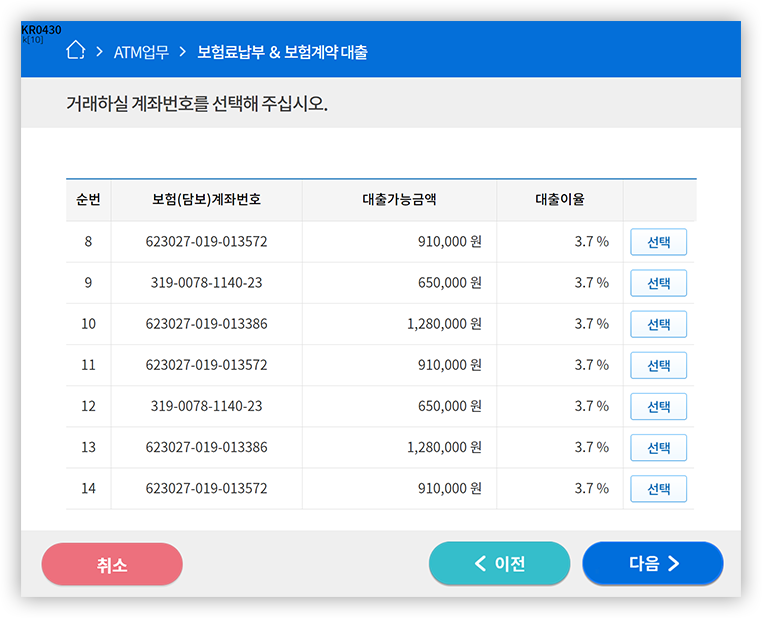 KR0430
k[10]
ATM업무 > 보험료납부 & 보험계약 대출
거래하실 계좌번호를 선택해 주십시오.
순번 보험(담보)계좌번호 대출가능금액 대출이율
8 623027-019-013572 910,000 원 3.7 % 선택
9 319-0078-1140-23 650,000 원 3.7 % 선택
10 623027-019-013386 1,280,000 원 3.7 % 선택
11 623027-019-013572 910,000 원 3.7 % 선택
12 319-0078-1140-23 650,000 원 3.7 % 선택
13 623027-019-013386 1,280,000 원 3.7 % 선택
14 623027-019-013572 910,000 원 3.7 % 선택
취소 이전 다음